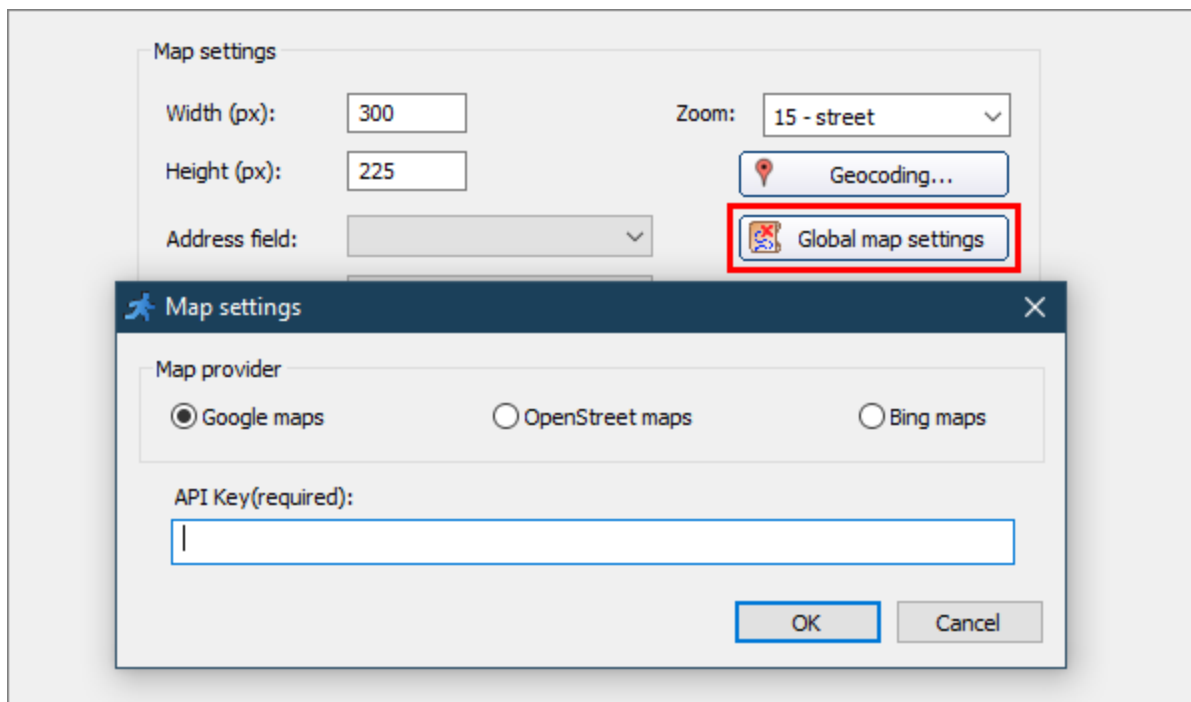 Map settings
Width (px): 300 Zoom: 15 - street
Height (px): 225 Geocoding...
Address field: Global map settings
Map settings
Map provider
Google maps OpenStreet maps Bing maps
API Key(required):
OK Cancel